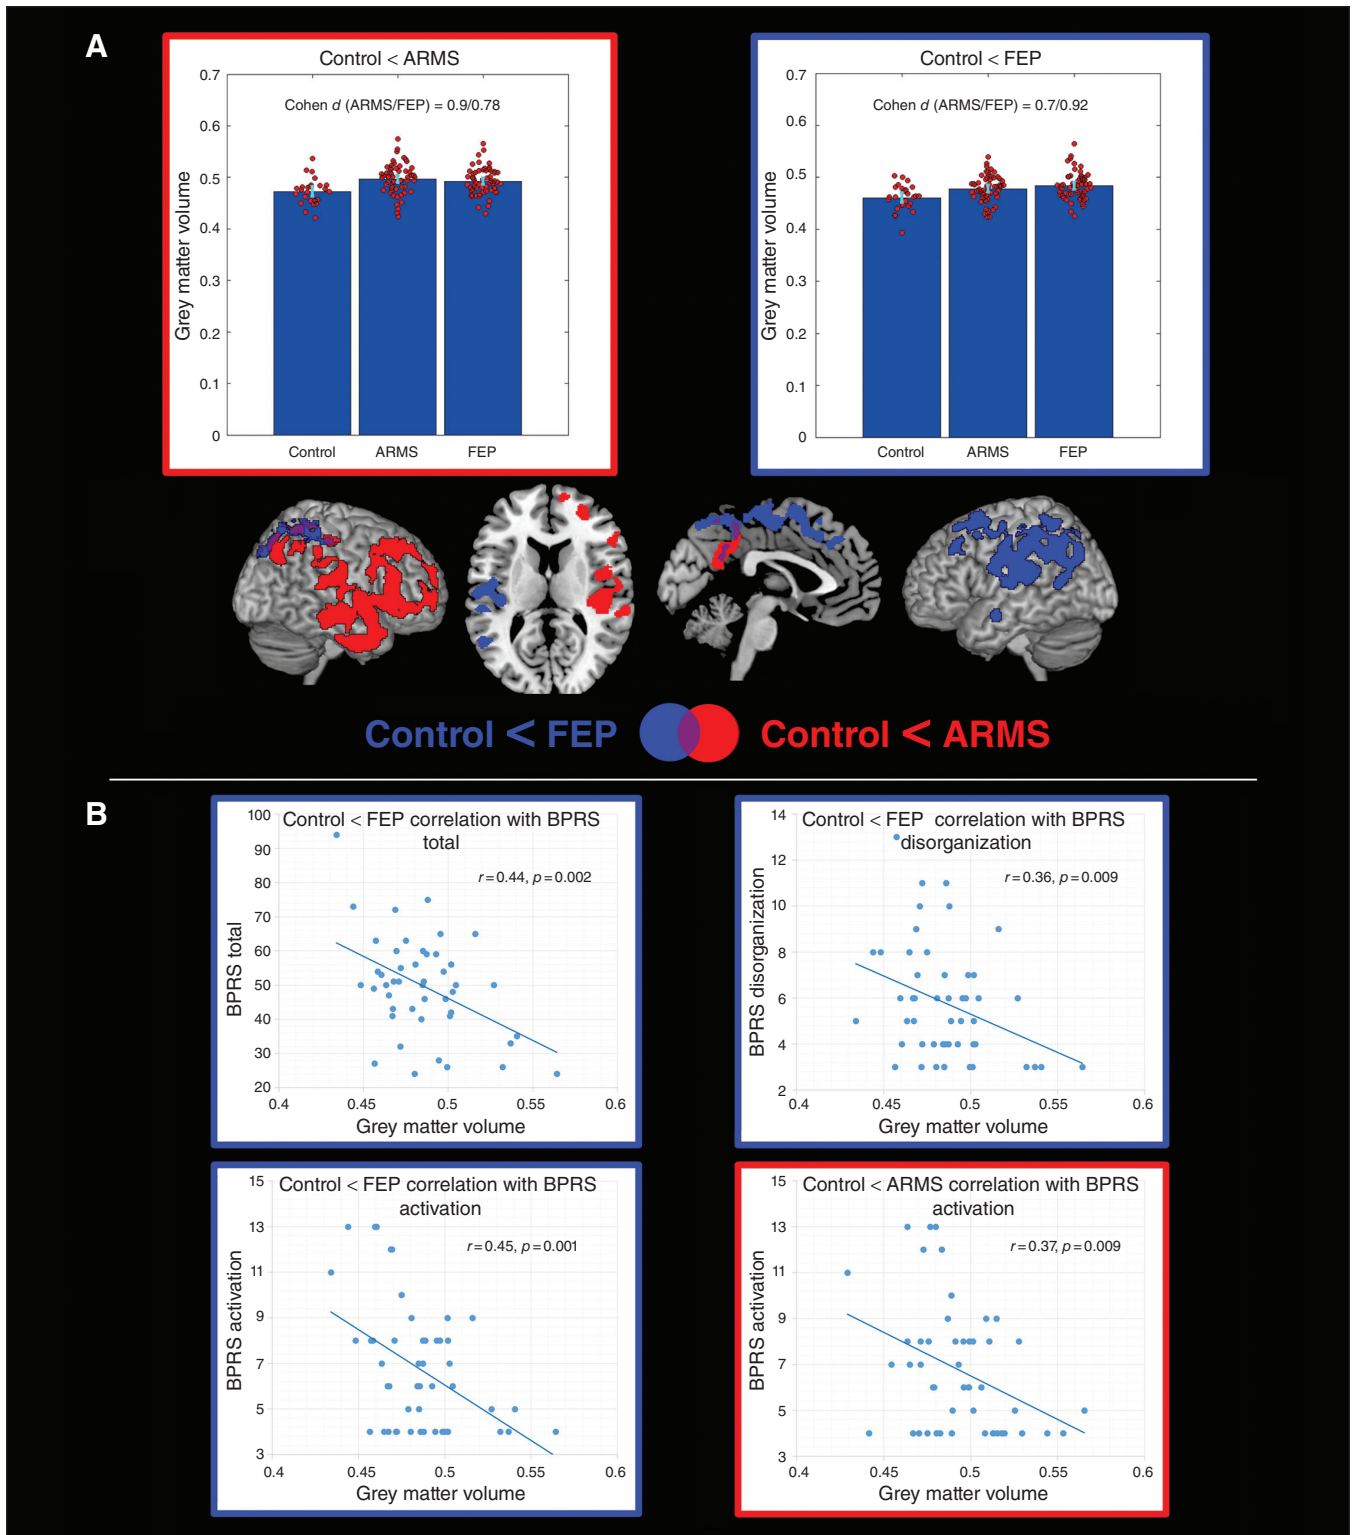 A
Control < ARMS
Cohen d (ARMS/FEP) = 0.9/0.78
Grey matter volume
0.7
0.6
0.5
0.4
0.3
0.2
0.1
0
Control ARMS FEP
Control < FEP
Cohen d (ARMS/FEP) = 0.7/0.92
Grey matter volume
0.7
0.6
0.5
0.4
0.3
0.2
0.1
0
Control ARMS FEP
Control < FEP
Control < ARMS
B
Control < FEP correlation with BPRS
total
r=0.44, p=0.002
BPRS total
100
90
80
70
60
50
40
30
20
0.4 0.45 0.5 0.55 0.6
Grey matter volume
Control < FEP correlation with BPRS
disorganization
r=0.36, p=0.009
BPRS disorganization
14
12
10
8
6
4
2
0.4 0.45 0.5 0.55 0.6
Grey matter volume
Control < FEP correlation with BPRS
activation
r=0.45, p=0.001
BPRS activation
15
13
11
9
7
5
3
0.4 0.45 0.5 0.55 0.6
Grey matter volume
Control < ARMS correlation with BPRS
activation
r=0.37, p=0.009
BPRS activation
15
13
11
9
7
5
3
0.4 0.45 0.5 0.55 0.6
Grey matter volume